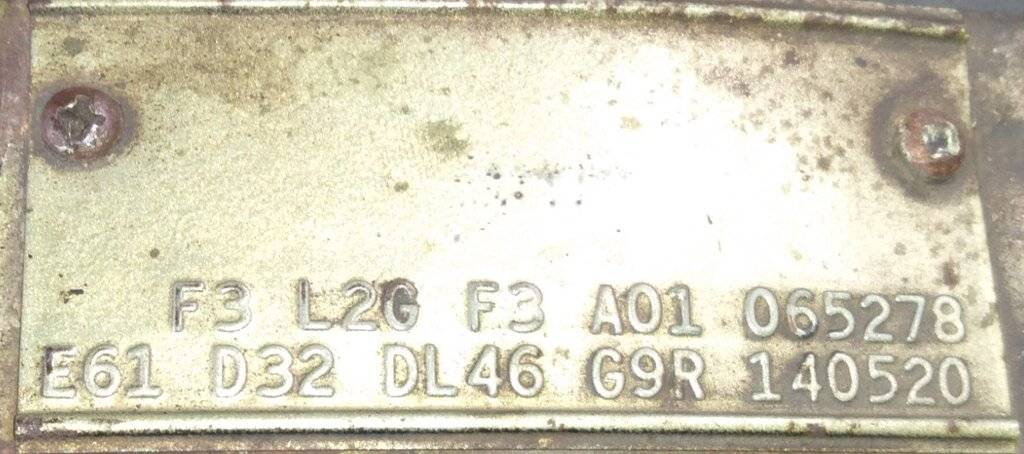 F3 L2G F3 A01 065278
E61 D32 DL46 G9R 140520